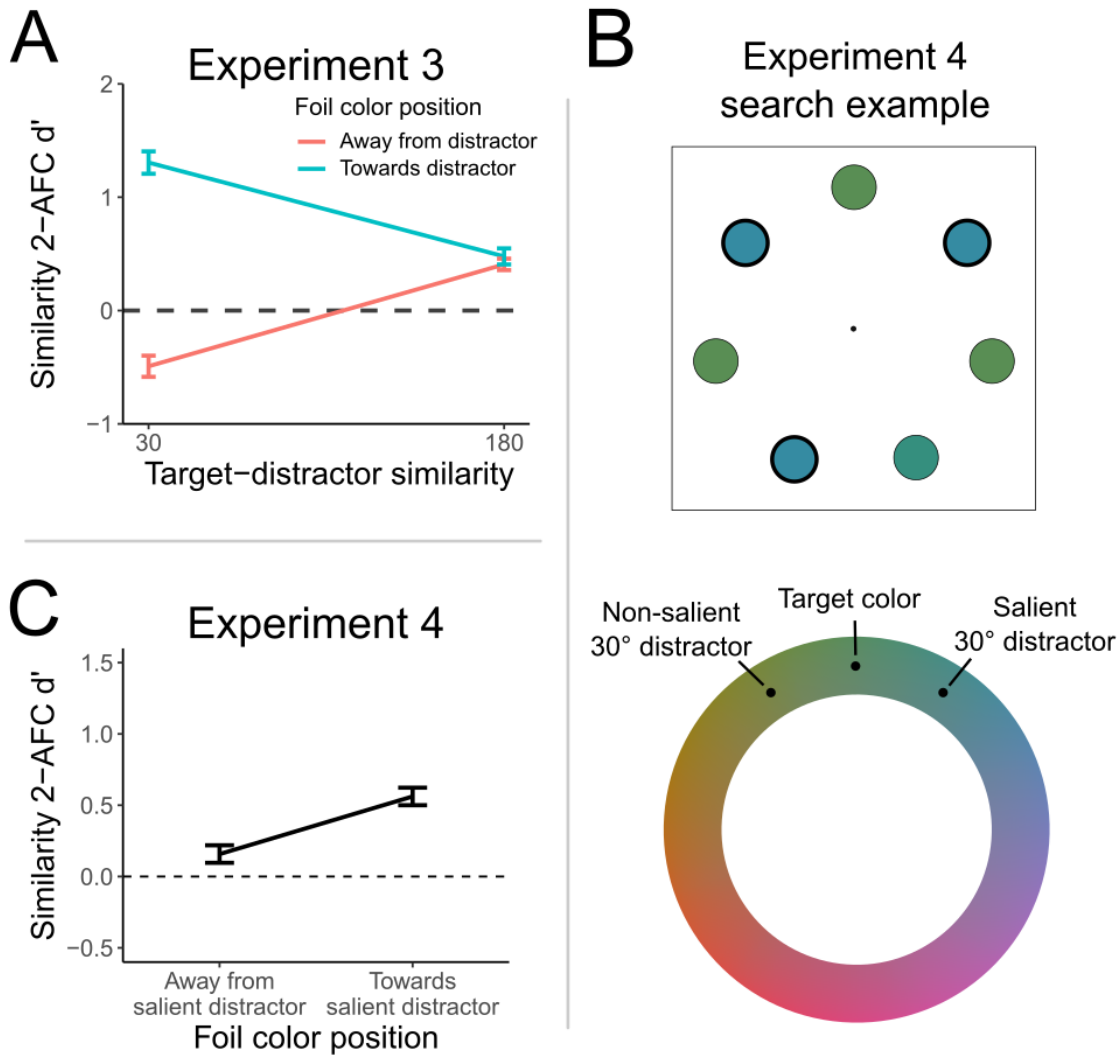 A
Experiment 3
Similarity 2−AFC d'
2
1
0
−1
Foil color position
Away from distractor
Towards distractor
30
180
Target−distractor similarity
B
Experiment 4
search example
Non-salient
30° distractor
Target color
Salient
30° distractor
C
Experiment 4
Similarity 2−AFC d'
1.5
1.0
0.5
0.0
−0.5
Away from
salient distractor
Towards
salient distractor
Foil color position